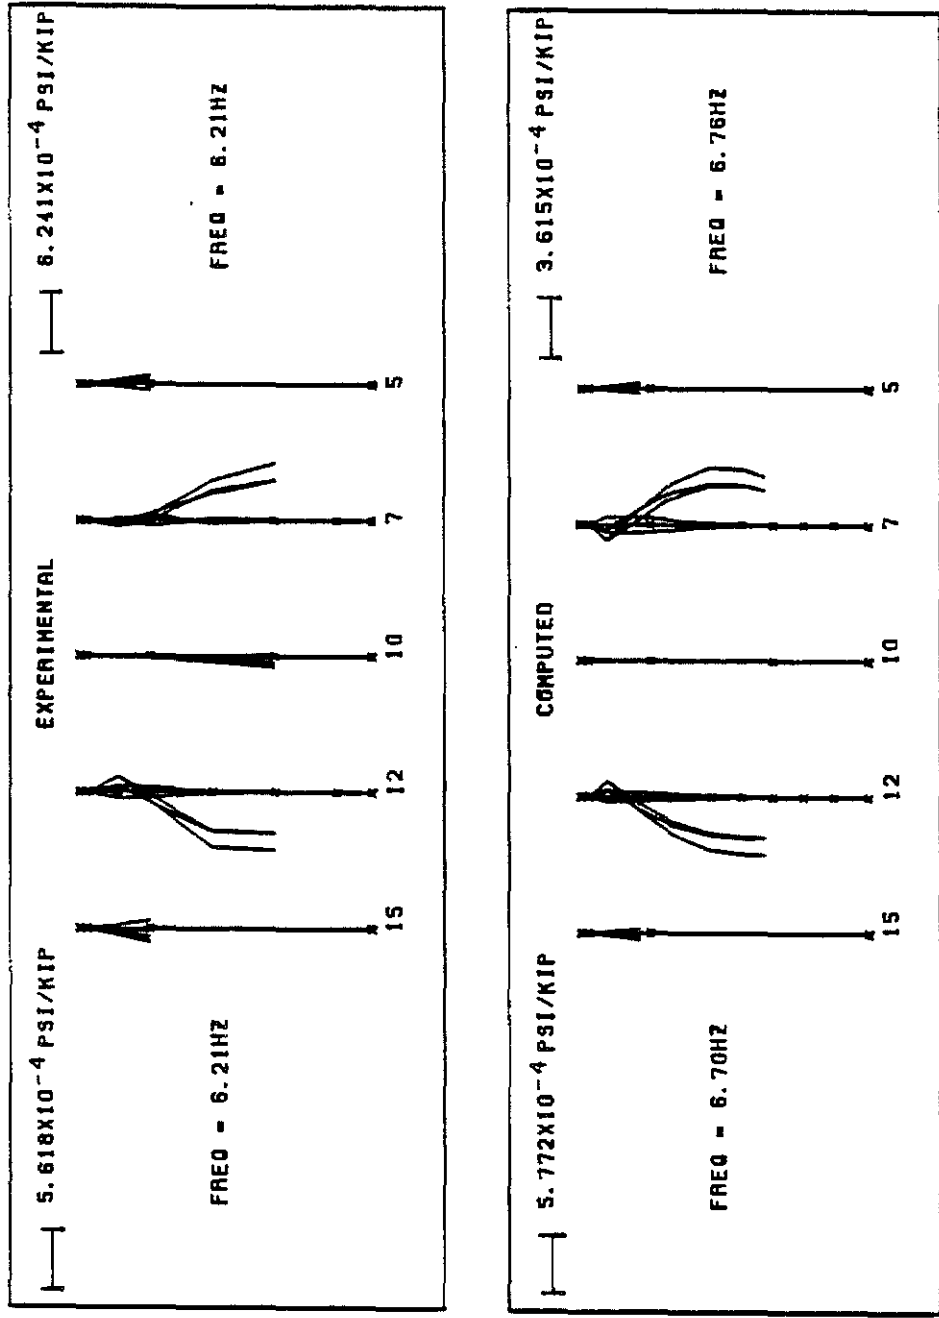 5.618X10⁻⁴ PSI/KIP
EXPERIMENTAL
6.241X10⁻⁴ PSI/KIP
FREQ = 6.21HZ
FREQ = 6.21HZ
15 12 10 7 5
5.772X10⁻⁴ PSI/KIP
COMPUTED
3.615X10⁻⁴ PSI/KIP
FREQ = 6.70HZ
FREQ = 6.76HZ
15 12 10 7 5